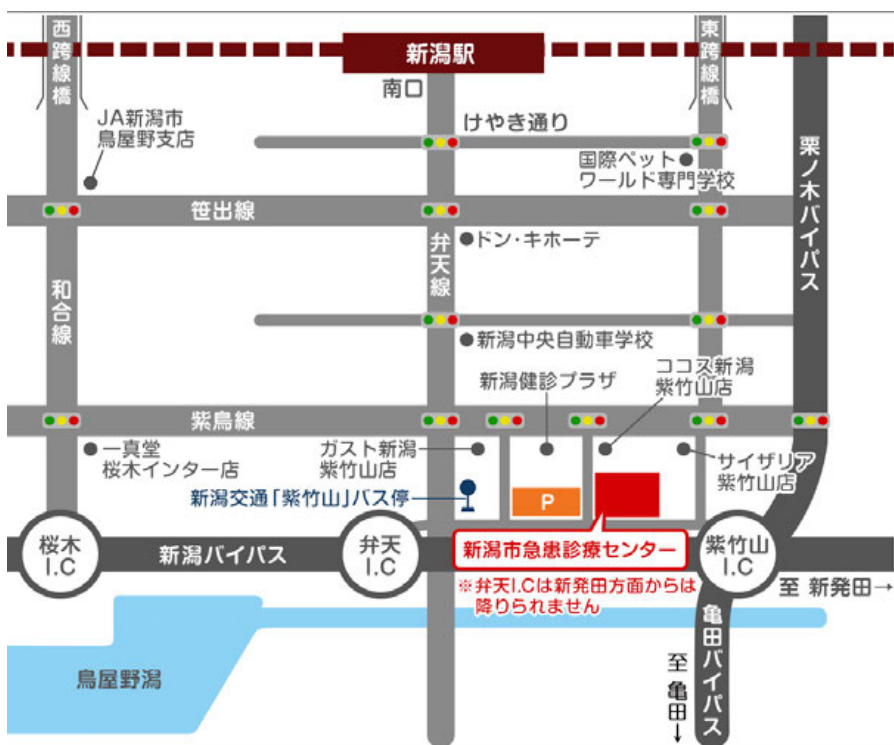 西跨線橋
新潟駅
東跨線橋
南口
JA新潟市
鳥屋野支店
けやき通り
国際ペット
ワールド専門学校
栗ノ木バイパス
笹出線
弁天線
ドン・キホーテ
和合線
新潟中央自動車学校
新潟健診プラザ
ココス新潟
紫竹山店
紫鳥線
一真堂
桜木インター店
ガスト新潟
紫竹山店
サイゼリア
紫竹山店
新潟交通「紫竹山」バス停
P
桜木
I.C
新潟バイパス
弁天
I.C
新潟市急患診療センター
紫竹山
I.C
※弁天I.Cは新発田方面からは
降りられません
至 新発田→
鳥屋野潟
至 亀田→
亀田バイパス